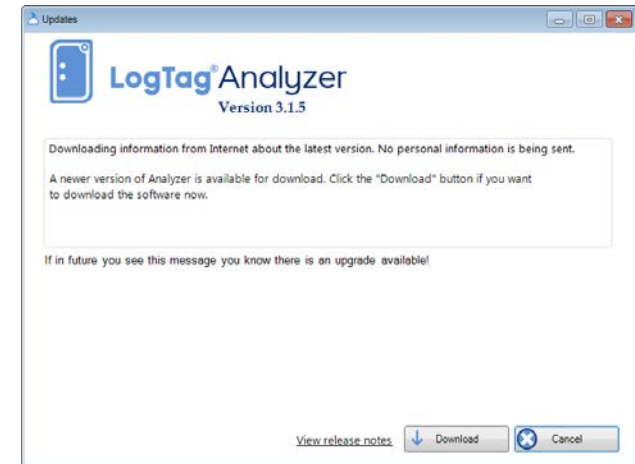 Updates
LogTag® Analyzer
Version 3.1.5
Downloading information from Internet about the latest version. No personal information is being sent.
A newer version of Analyzer is available for download. Click the "Download" button if you want
to download the software now.
If in future you see this message you know there is an upgrade available!
View release notes
Download
Cancel